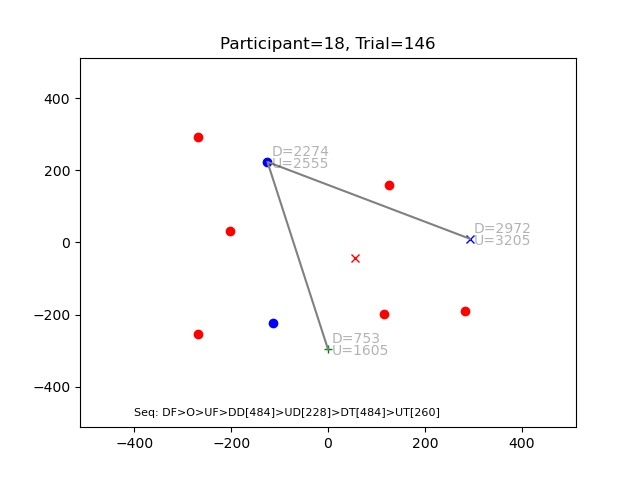 Participant=18, Trial=146
400
200
0
−200
−400
D=2274
U=2555
D=2972
U=3205
D=753
U=1605
Seq: DF>O>UF>DD[484]>UD[228]>DT[484]>UT[260]
−400
−200
0
200
400